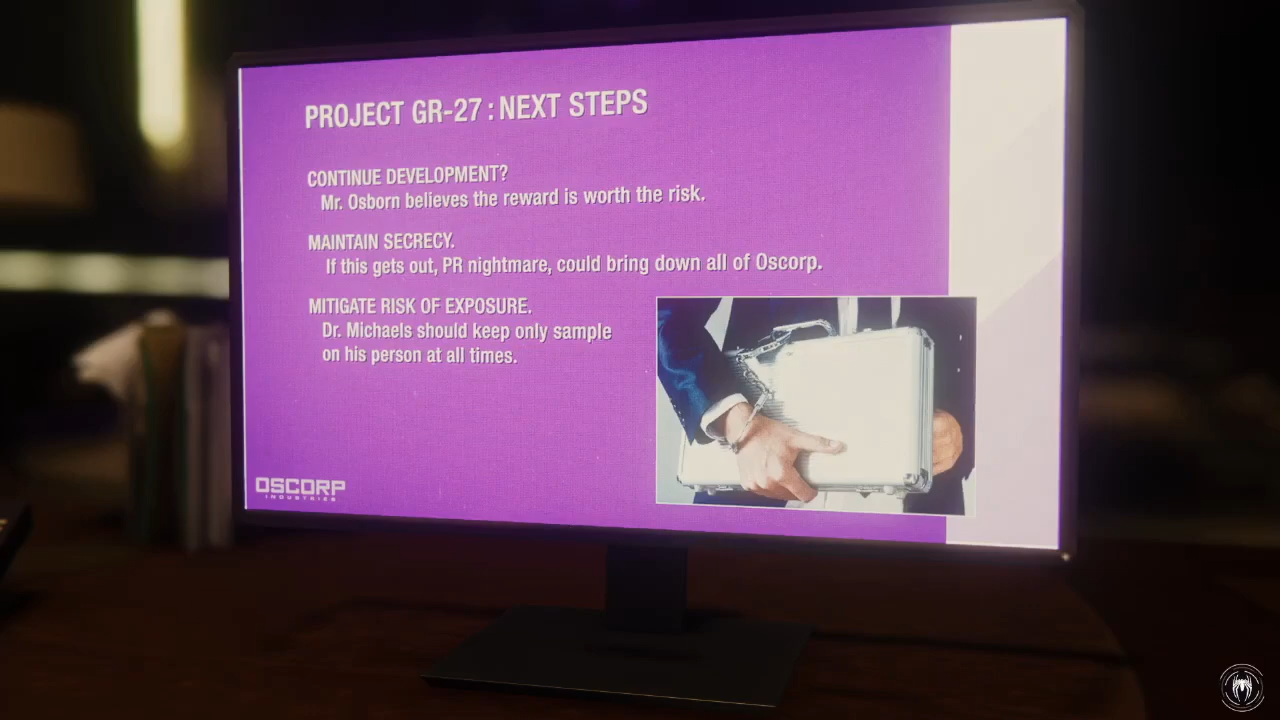 PROJECT GR-27 : NEXT STEPS
CONTINUE DEVELOPMENT?
Mr. Osborn believes the reward is worth the risk.
MAINTAIN SECRECY.
If this gets out, PR nightmare, could bring down all of Oscorp.
MITIGATE RISK OF EXPOSURE.
Dr. Michaels should keep only sample
on his person at all times.
OSCORP
INDUSTRIES